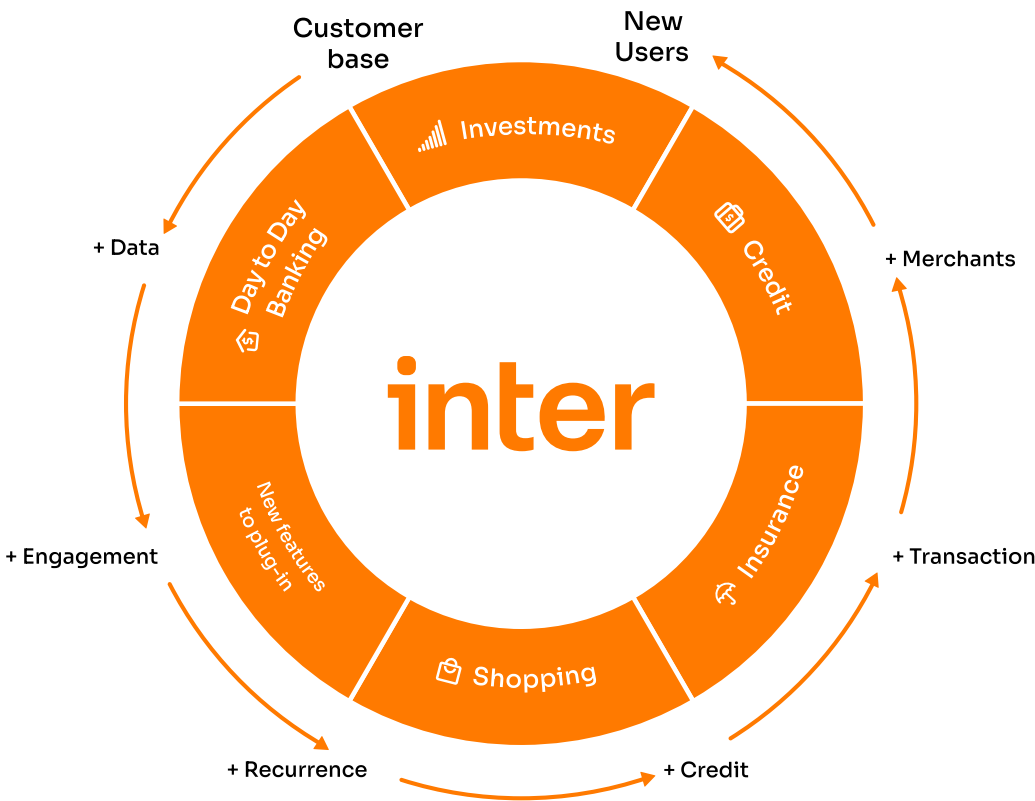 Customer
base
New
Users
Investments
Day to Day
Banking
Credit
+ Data
+ Merchants
inter
New features
to plug-in
Insurance
+ Engagement
+ Transaction
Shopping
+ Recurrence
+ Credit